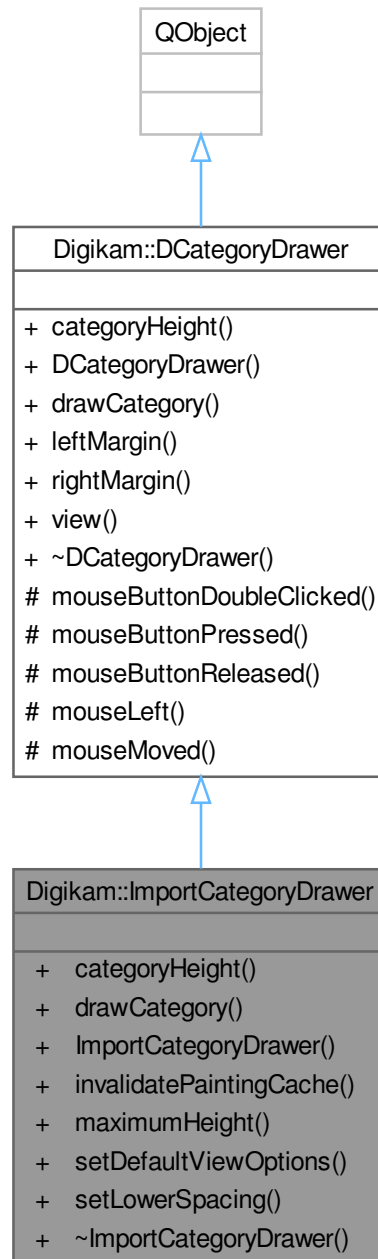 QObject
Digikam::DCategoryDrawer
+ categoryHeight()
+ DCategoryDrawer()
+ drawCategory()
+ leftMargin()
+ rightMargin()
+ view()
+ ~DCategoryDrawer()
# mouseButtonDoubleClicked()
# mouseButtonPressed()
# mouseButtonReleased()
# mouseLeft()
# mouseMoved()
Digikam::ImportCategoryDrawer
+ categoryHeight()
+ drawCategory()
+ ImportCategoryDrawer()
+ invalidatePaintingCache()
+ maximumHeight()
+ setDefaultViewOptions()
+ setLowerSpacing()
+ ~ImportCategoryDrawer()